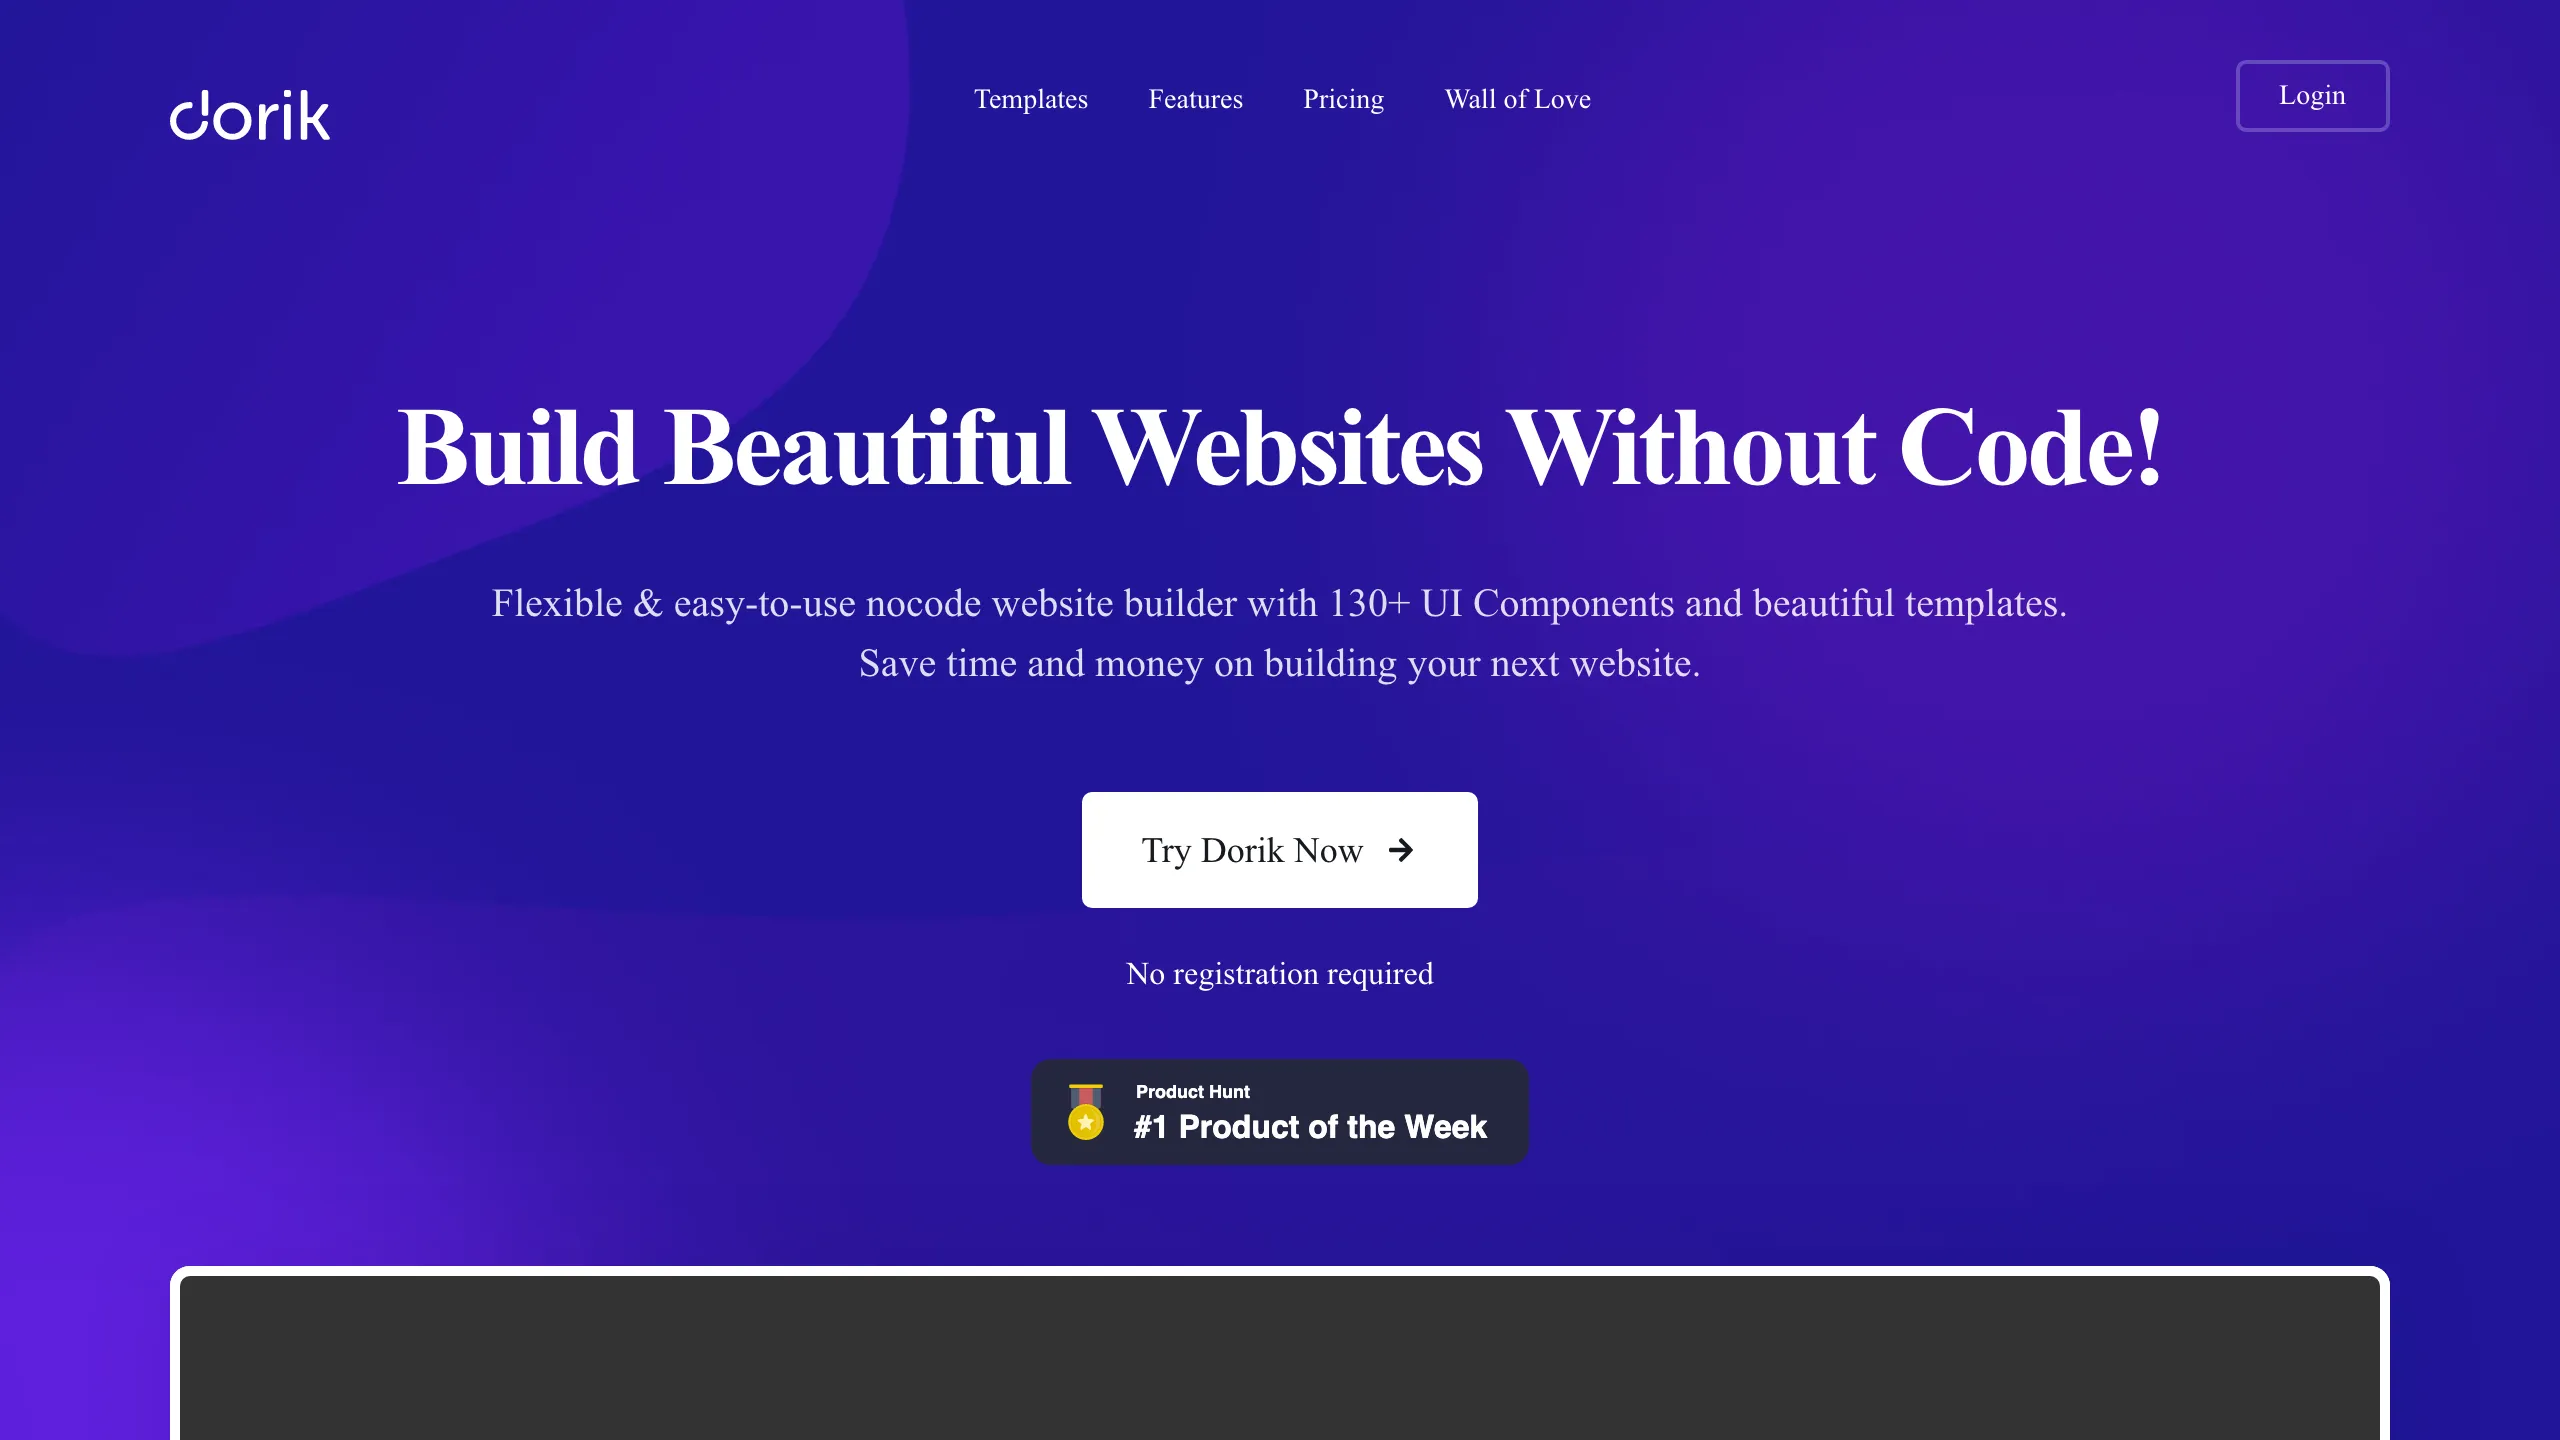 dorik
Templates
Features
Pricing
Wall of Love
Login
Build Beautiful Websites Without Code!
Flexible & easy-to-use nocode website builder with 130+ UI Components and beautiful templates.
Save time and money on building your next website.
Try Dorik Now
No registration required
Product Hunt
#1 Product of the Week